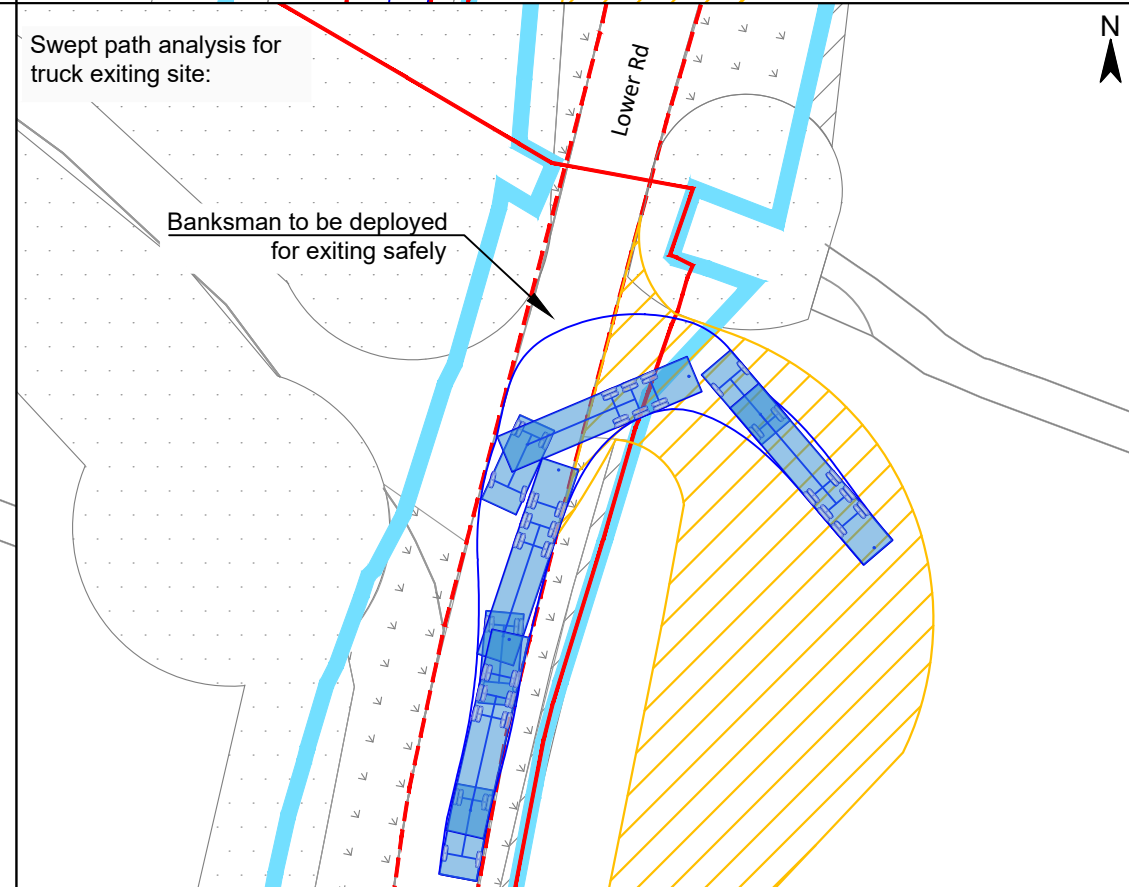 Swept path analysis for
truck exiting site:
N
Lower Rd
Banksman to be deployed
for exiting safely